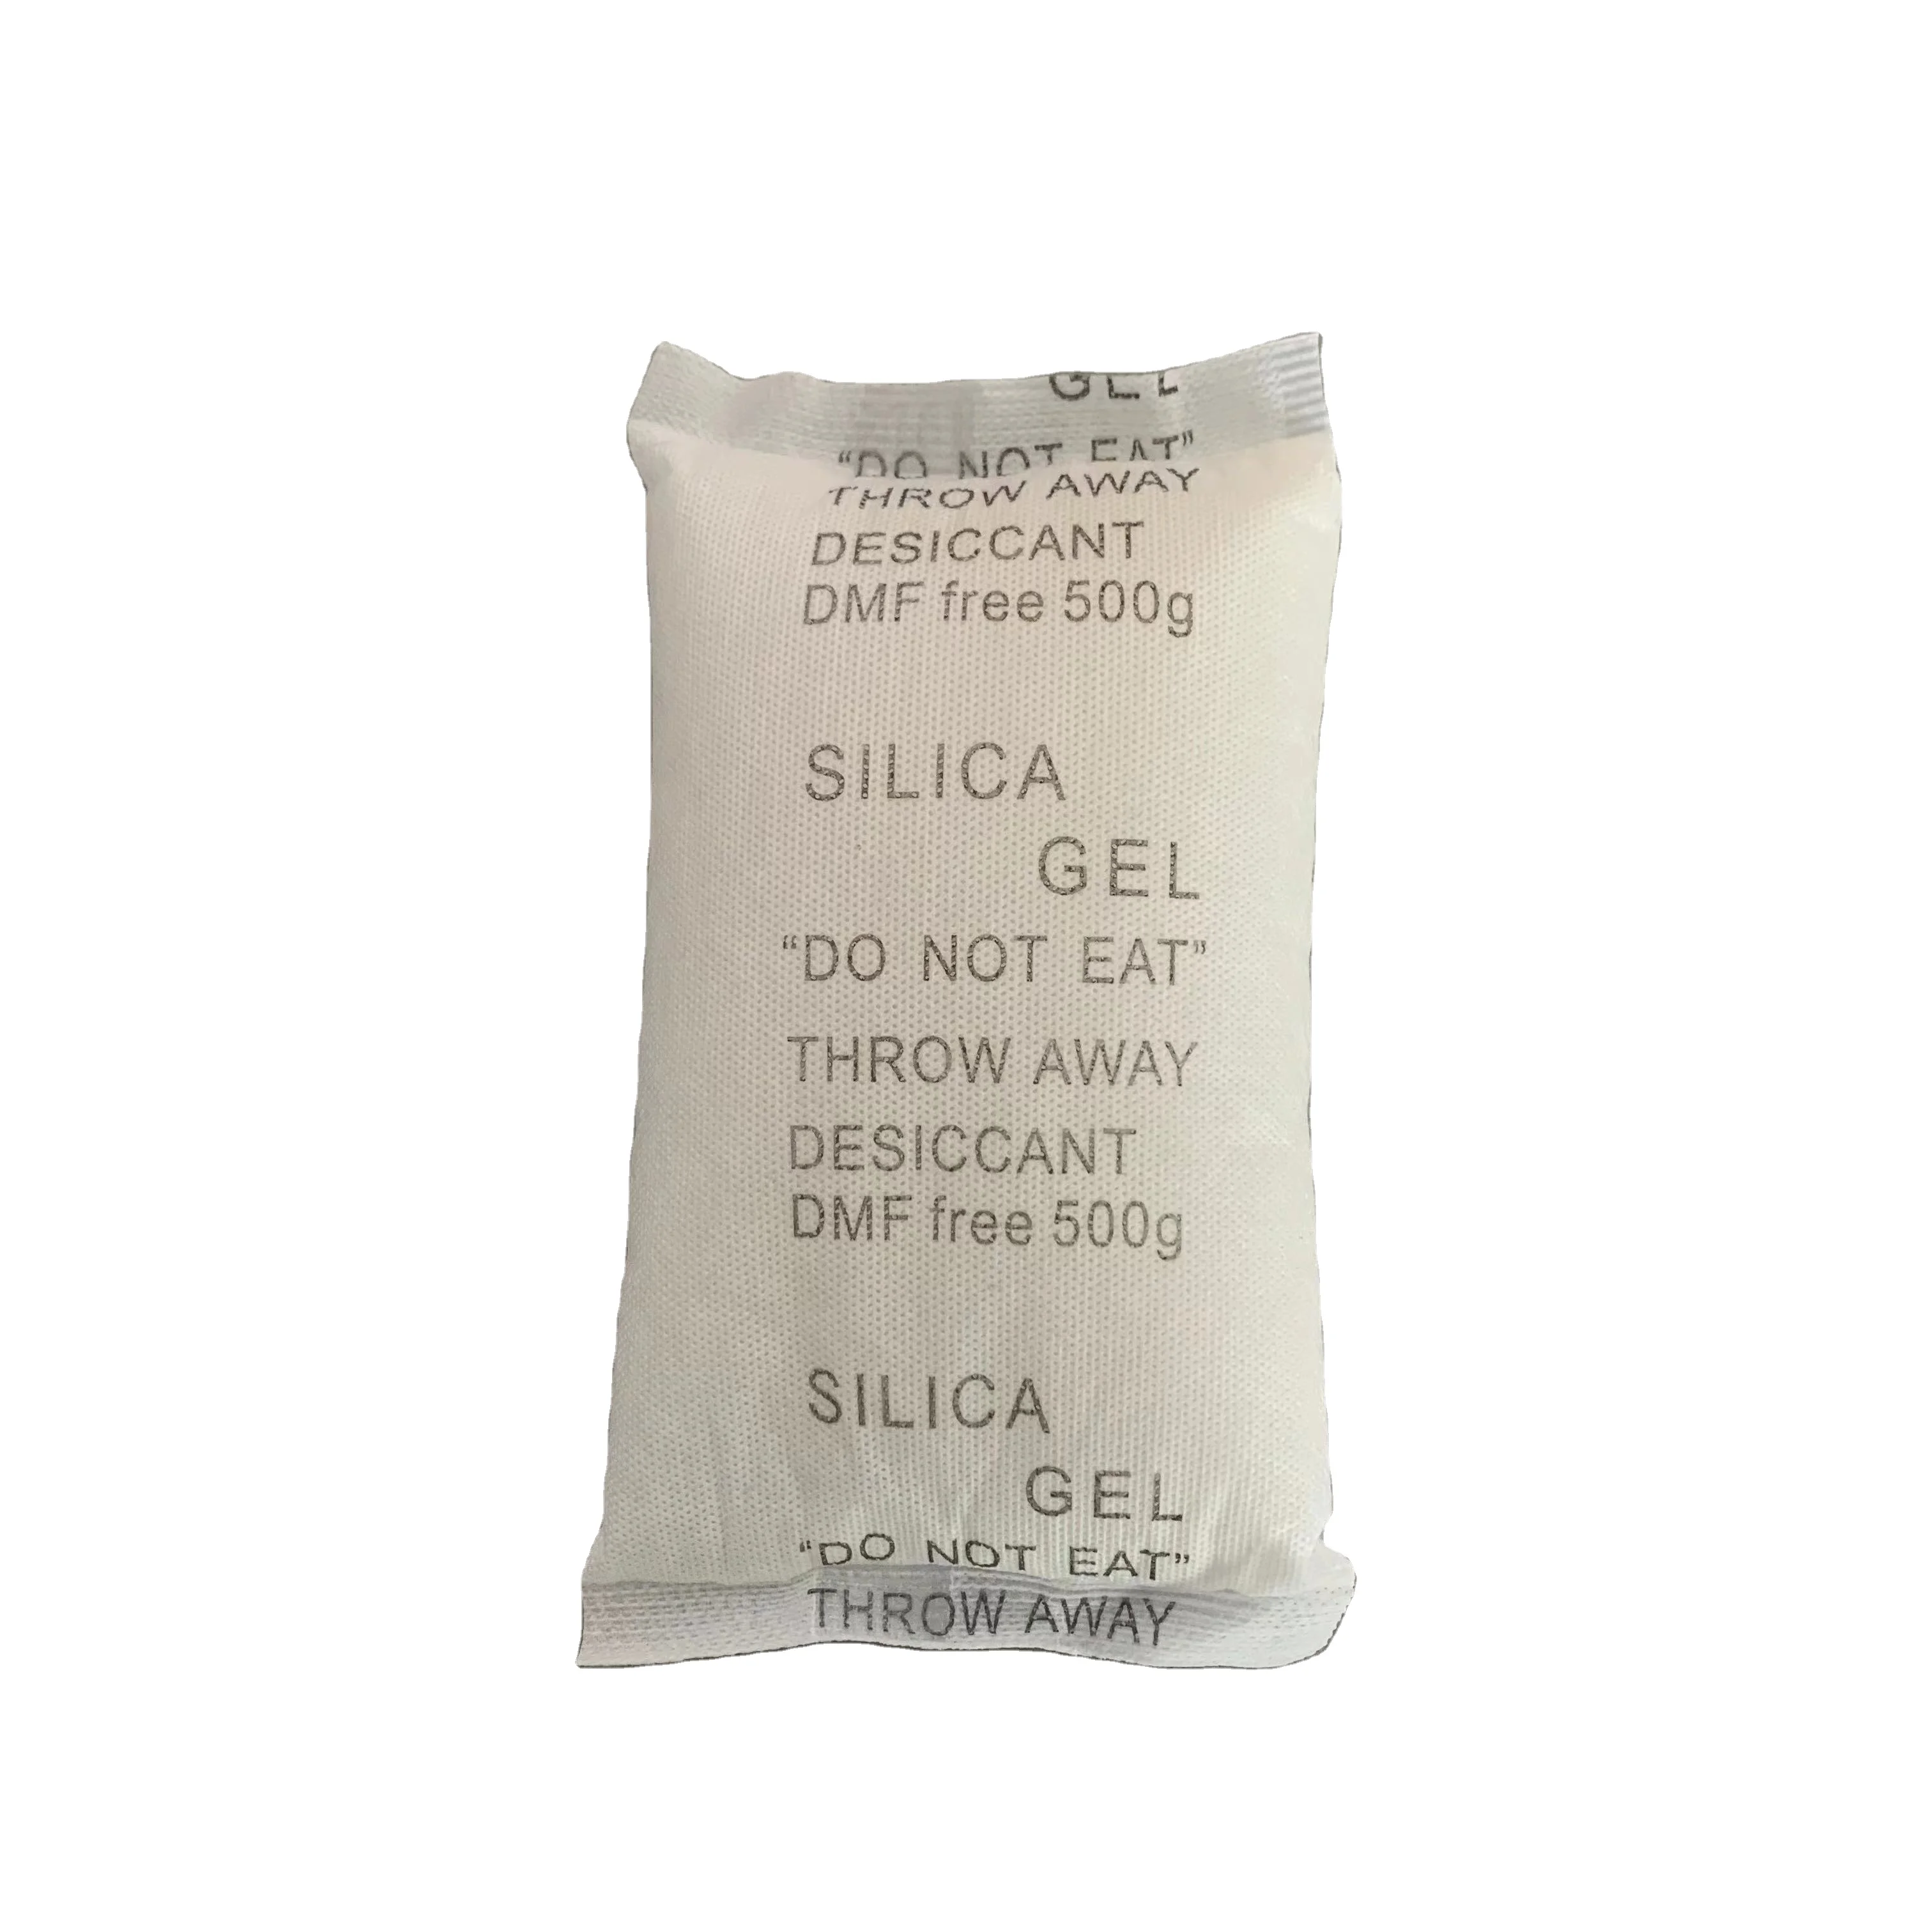 GEL
“DO NOT EAT”
THROW AWAY
DESICCANT
DMF free 500g
SILICA
GEL
“DO NOT EAT”
THROW AWAY
DESICCANT
DMF free 500g
SILICA
GEL
“DO NOT EAT”
THROW AWAY